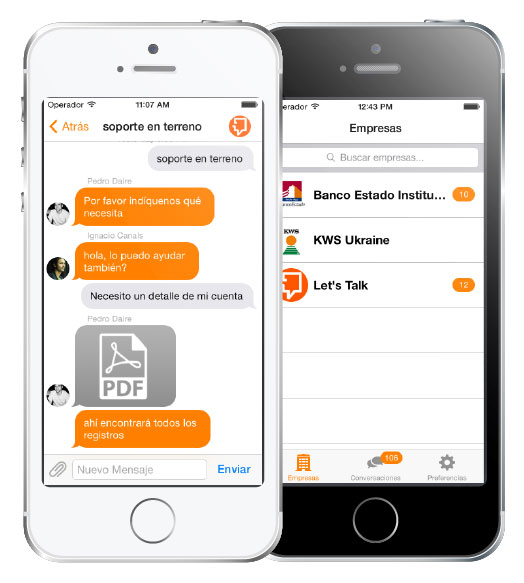 Operador
11:07 AM
Atrás
soporte en terreno
soporte en terreno
Pedro Daire
Por favor indíquenos qué
necesita
Ignacio Canals
hola, lo puedo ayudar
también?
Necesito un detalle de mi cuenta
Pedro Daire
PDF
ahí encontrará todos los
registros
Nuevo Mensaje
Enviar
erador
12:43 PM
Empresas
Buscar empresas...
Banco Estado Institu...
10
KWS
KWS Ukraine
Let's Talk
12
Empresas
106
Conversaciones
Preferencias